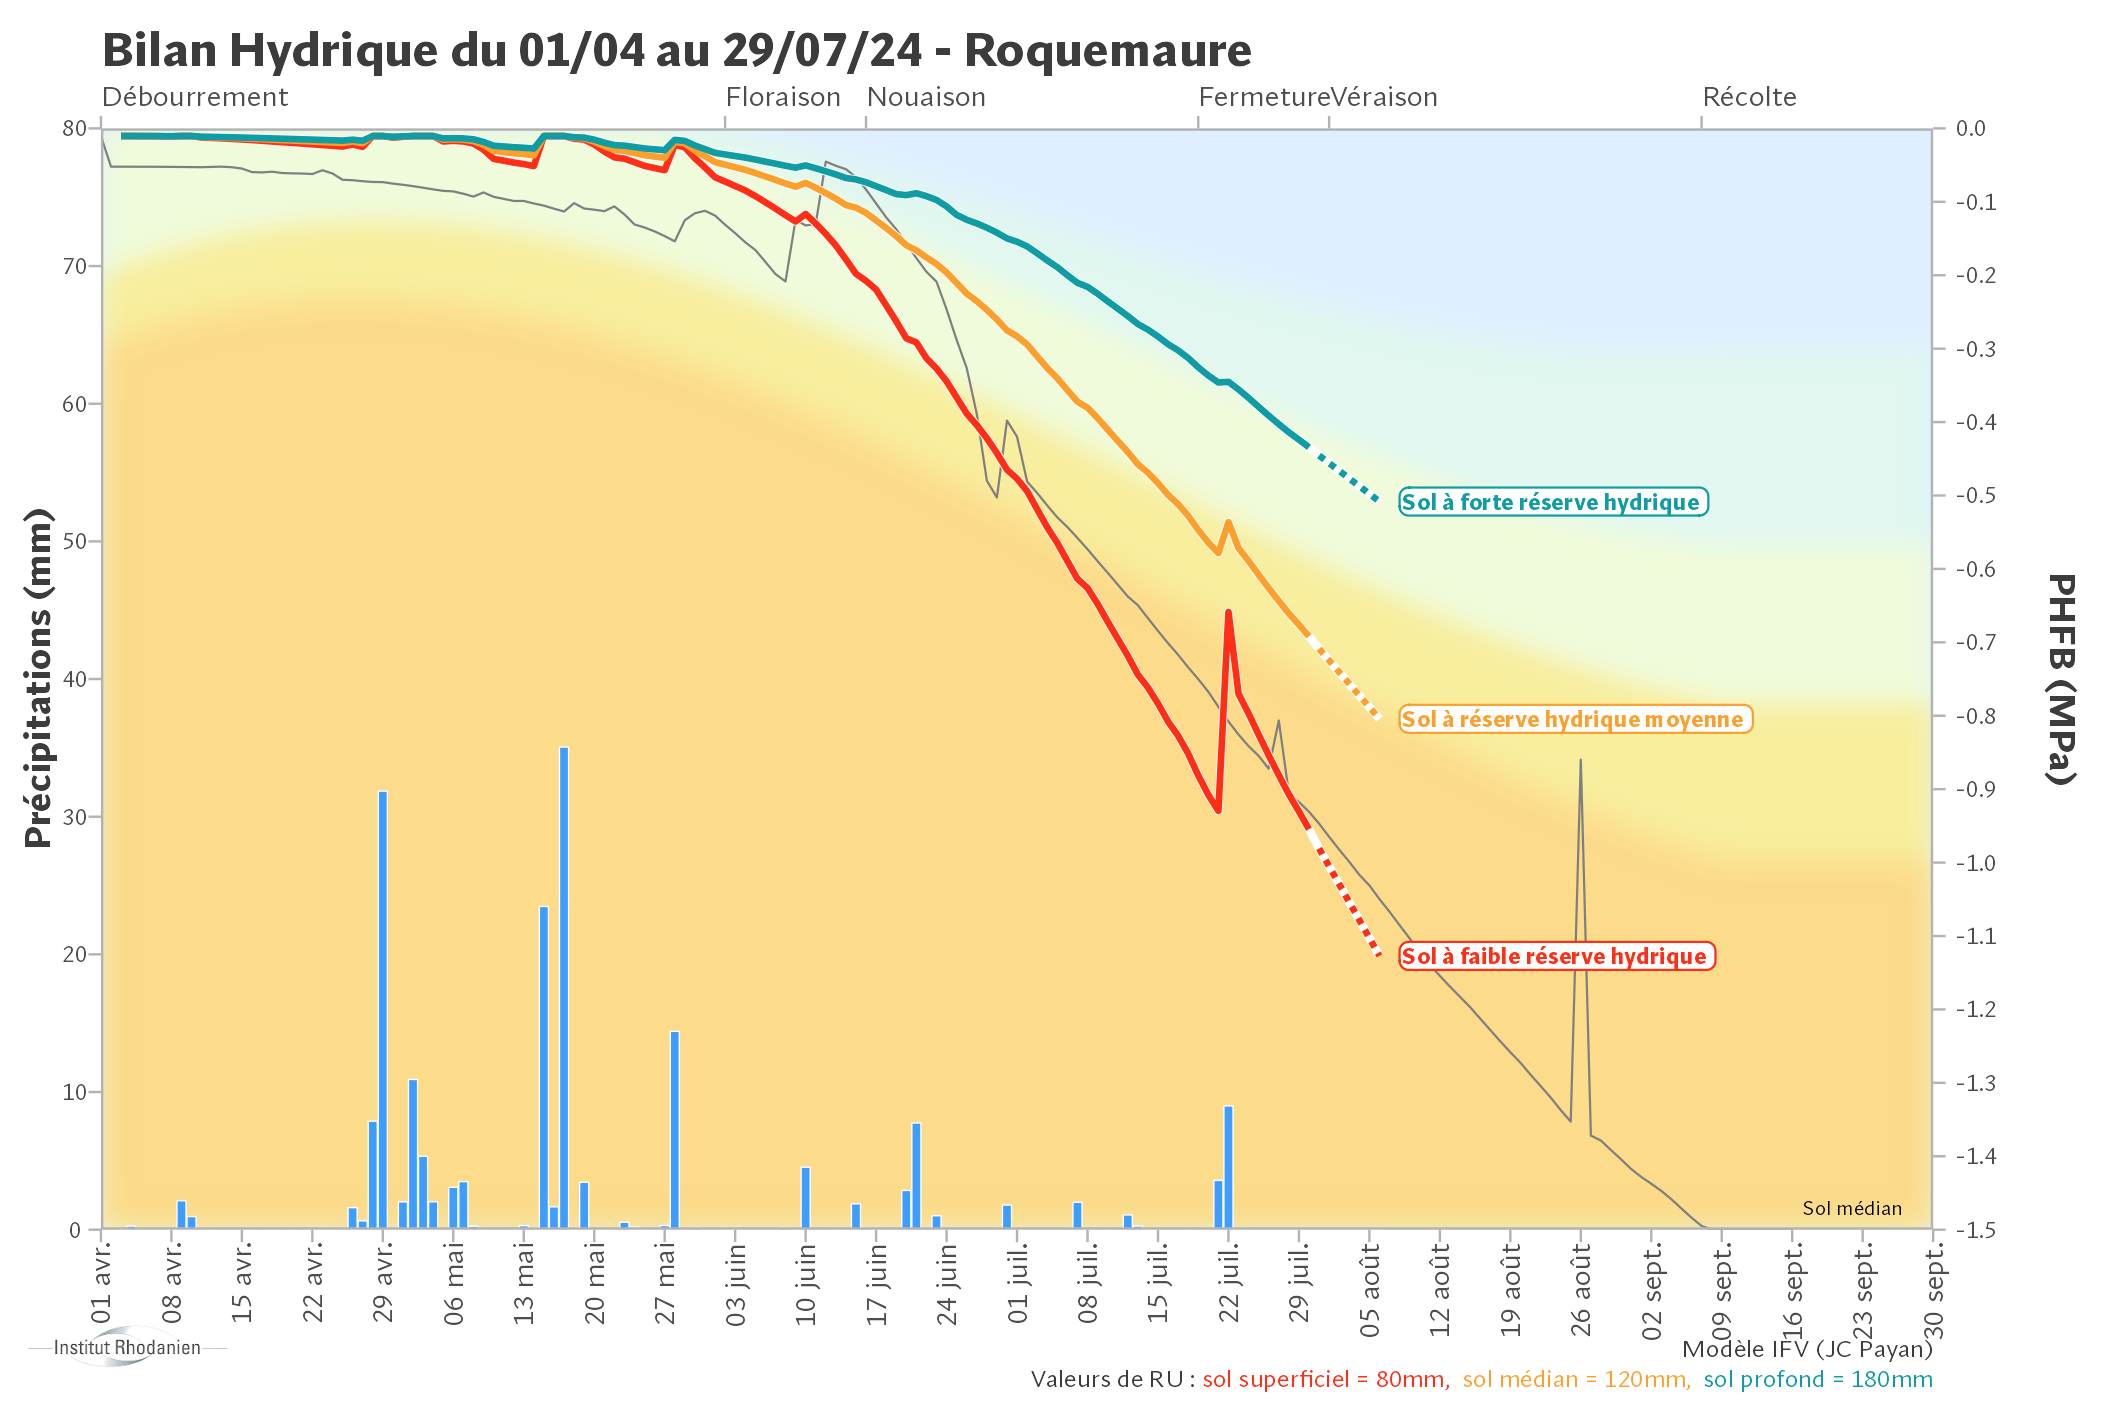 Bilan Hydrique du 01/04 au 29/07/24 - Roquemaure
Débourrement Floraison Nouaison Fermeture Véraison Récolte
Précipitations (mm)
80
70
60
50
40
30
20
10
0
0.0
-0.1
-0.2
-0.3
-0.4
-0.5
-0.6
-0.7
-0.8
-0.9
-1.0
-1.1
-1.2
-1.3
-1.4
-1.5
PHFB (MPa)
Sol à forte réserve hydrique
Sol à réserve hydrique moyenne
Sol à faible réserve hydrique
Sol médian
01 avr.
08 avr.
15 avr.
22 avr.
29 avr.
06 mai
13 mai
20 mai
27 mai
03 juin
10 juin
17 juin
24 juin
01 juil.
08 juil.
15 juil.
22 juil.
29 juil.
05 août
12 août
19 août
26 août
02 sept.
09 sept.
16 sept.
23 sept.
30 sept.
Institut Rhodanien
Modèle IFV (JC Payan)
Valeurs de RU : sol superficiel = 80mm, sol médian = 120mm, sol profond = 180mm